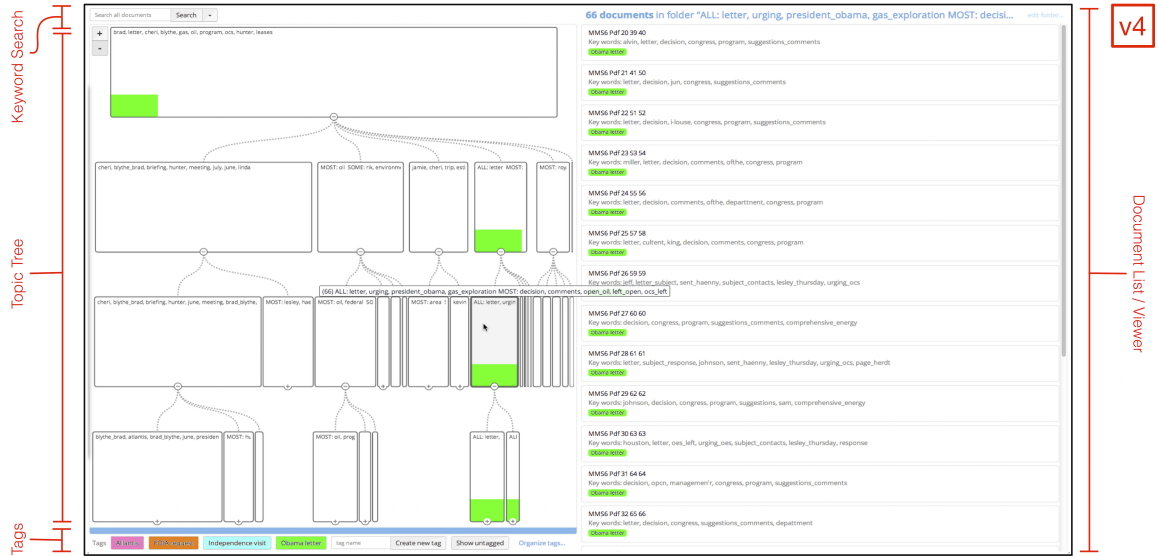 Keyword Search
Topic Tree
Tags
Search all documents
Search
+
-
brad, letter, cheri, blythe, gas, oil, program, ocs, hunter, leases
cheri, blythe_brad, briefing, hunter, meeting, july, june, linda
MOST: oil SOME: rik, environm
jamie, cheri, trip, esti
ALL: letter MOST:
MOST: roy
(66) ALL: letter, urging, president_obama, gas_exploration MOST: decision, comments, open_oil, left_open, ocs_left
cheri, blythe_brad, briefing, hunter, june, meeting, brad_blythe,
MOST: lesley, hae
MOST: oil, federal SO
MOST: area
kevin
ALL: letter, urgin
blythe_brad, atlantis, brad_blythe, june, presiden
MOST: hu
MOST: oil, prog
ALL: letter,
ALl
Tags
Atlantis
FOIA request
Independence visit
Obama letter
tag name
Create new tag
Show untagged
Organize tags...
66 documents in folder “ALL: letter, urging, president_obama, gas_exploration MOST: decisi...
edit folder...
MMS6 Pdf 20 39 40
Key words: alvin, letter, decision, congress, program, suggestions_comments
Obama letter
MMS6 Pdf 21 41 50
Key words: letter, decision, jun, congress, suggestions_comments
Obama letter
MMS6 Pdf 22 51 52
Key words: letter, decision, i-louse, congress, program, suggestions_comments
Obama letter
MMS6 Pdf 23 53 54
Key words: miller, letter, decision, comments, ofthe, congress, program
Obama letter
MMS6 Pdf 24 55 56
Key words: letter, decision, comments, ofthe, departtnent, congress, program
Obama letter
MMS6 Pdf 25 57 58
Key words: letter, cultent, king, decision, comments, congress, program
Obama letter
MMS6 Pdf 26 59 59
Key words: jeff, letter_subject, sent_haenny, subject_contacts, lesley_thursday, urging_ocs
Obama letter
MMS6 Pdf 27 60 60
Key words: decision, congress, program, suggestions_comments, comprehensive_energy
Obama letter
MMS6 Pdf 28 61 61
Key words: letter, subject_response, johnson, sent_haenny, lesley_thursday, urging_ocs, page_herdt
Obama letter
MMS6 Pdf 29 62 62
Key words: johnson, decision, congress, program, suggestions, sam, comprehensive_energy
Obama letter
MMS6 Pdf 30 63 63
Key words: houston, letter, oes_left, urging_oes, subject_contacts, lesley_thursday, response
Obama letter
MMS6 Pdf 31 64 64
Key words: decision, opcn, managemen'r, congress, program, suggestions_comments
Obama letter
MMS6 Pdf 32 65 66
Key words: letter, decision, congress, suggestions_comments, depattment
Obama letter
v4
Document List / Viewer